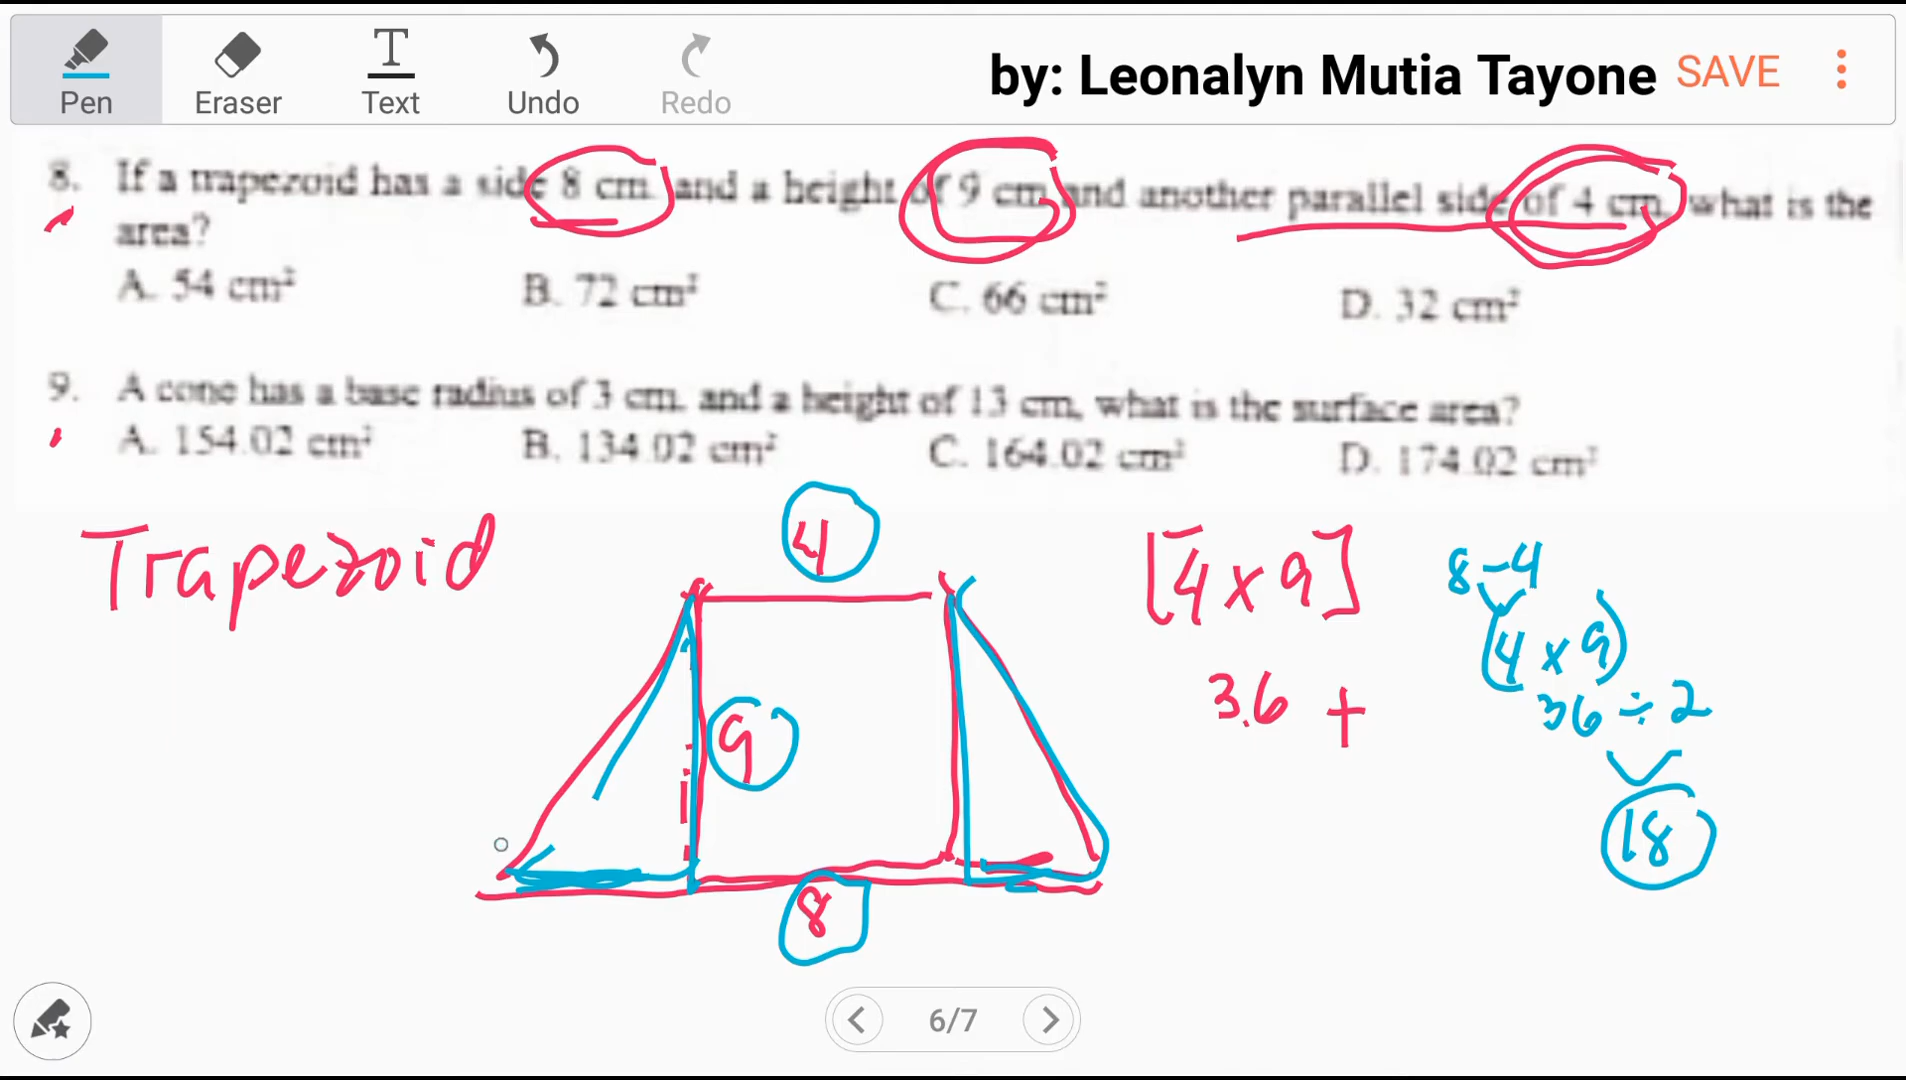 Pen
Eraser
Text
Undo
Redo
by: Leonalyn Mutia Tayone
SAVE
8. If a trapezoid has a side 8 cm. and a height of 9 cm and another parallel side of 4 cm, what is the
area?
A. 54 cm² B. 72 cm² C. 66 cm² D. 32 cm²
9. A cone has a base radius of 3 cm. and a height of 13 cm, what is the surface area?
A. 154.02 cm² B. 134.02 cm² C. 164.02 cm² D. 174.02 cm²
Trapezoid
4
9
8
[4 x 9]
3.6 +
8-4
(4 x 9)
36 ÷ 2
18
6/7